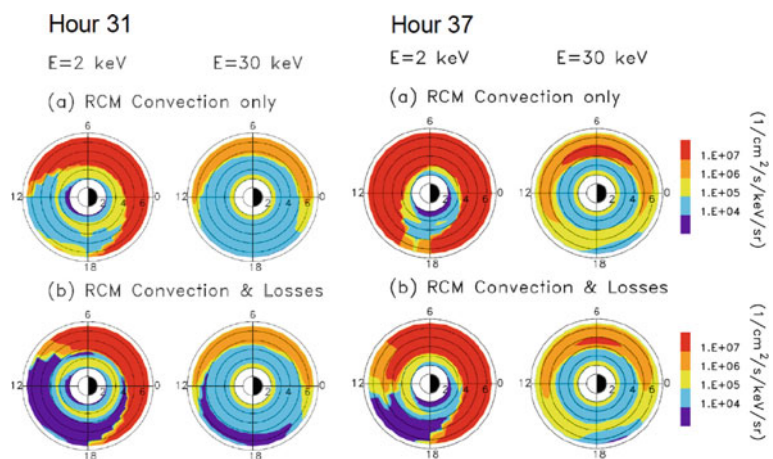 Hour 31
Hour 37
E=2 keV
E=30 keV
E=2 keV
E=30 keV
(a) RCM Convection only
(a) RCM Convection only
6
6
6
6
12
2 4 6
0
12
2 4 6
0
12
2 4 6
0
12
2 4 6
0
18
18
18
18
1.E+07
1.E+06
1.E+05
1.E+04
(1/cm²/s/keV/sr)
(b) RCM Convection & Losses
(b) RCM Convection & Losses
6
6
6
6
12
2 4 6
0
12
2 4 6
0
12
2 4 6
0
12
2 4 6
0
18
18
18
18
1.E+07
1.E+06
1.E+05
1.E+04
(1/cm²/s/keV/sr)